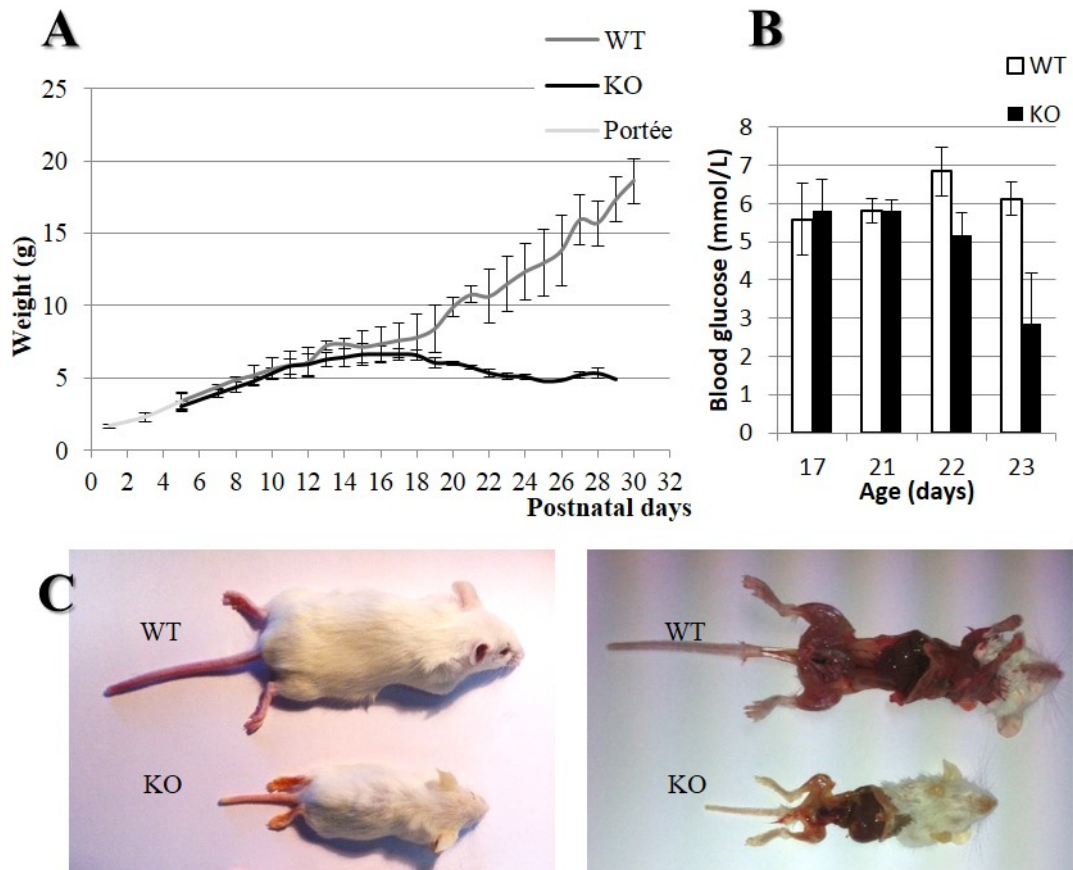 A
WT
KO
Portée
Weight (g)
25
20
15
10
5
0
0 2 4 6 8 10 12 14 16 18 20 22 24 26 28 30 32
Postnatal days
B
WT
KO
Blood glucose (mmol/L)
8
7
6
5
4
3
2
1
0
17 21 22 23
Age (days)
C
WT
KO
WT
KO